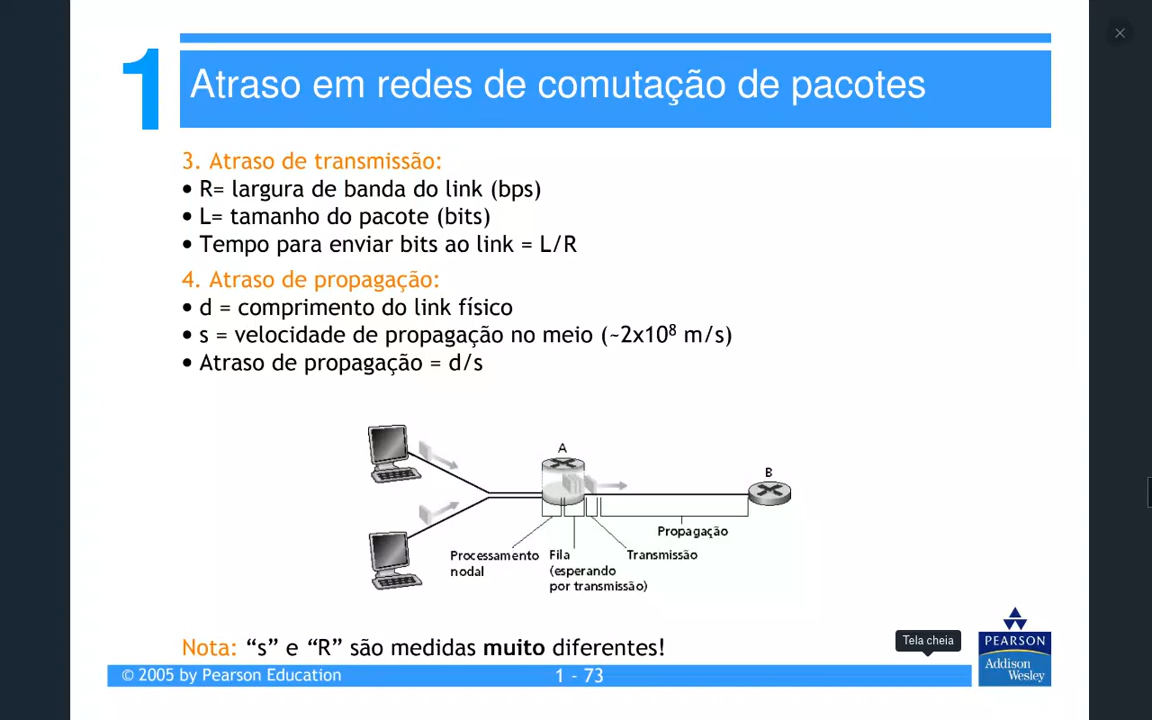 1
Atraso em redes de comutação de pacotes
3. Atraso de transmissão:
• R= largura de banda do link (bps)
• L= tamanho do pacote (bits)
• Tempo para enviar bits ao link = L/R
4. Atraso de propagação:
• d = comprimento do link físico
• s = velocidade de propagação no meio (~2x10⁸ m/s)
• Atraso de propagação = d/s
A
B
Propagação
Processamento
nodal
Fila
(esperando
por transmissão)
Transmissão
Nota: “s” e “R” são medidas muito diferentes!
Tela cheia
PEARSON
Addison
Wesley
© 2005 by Pearson Education
1 - 73